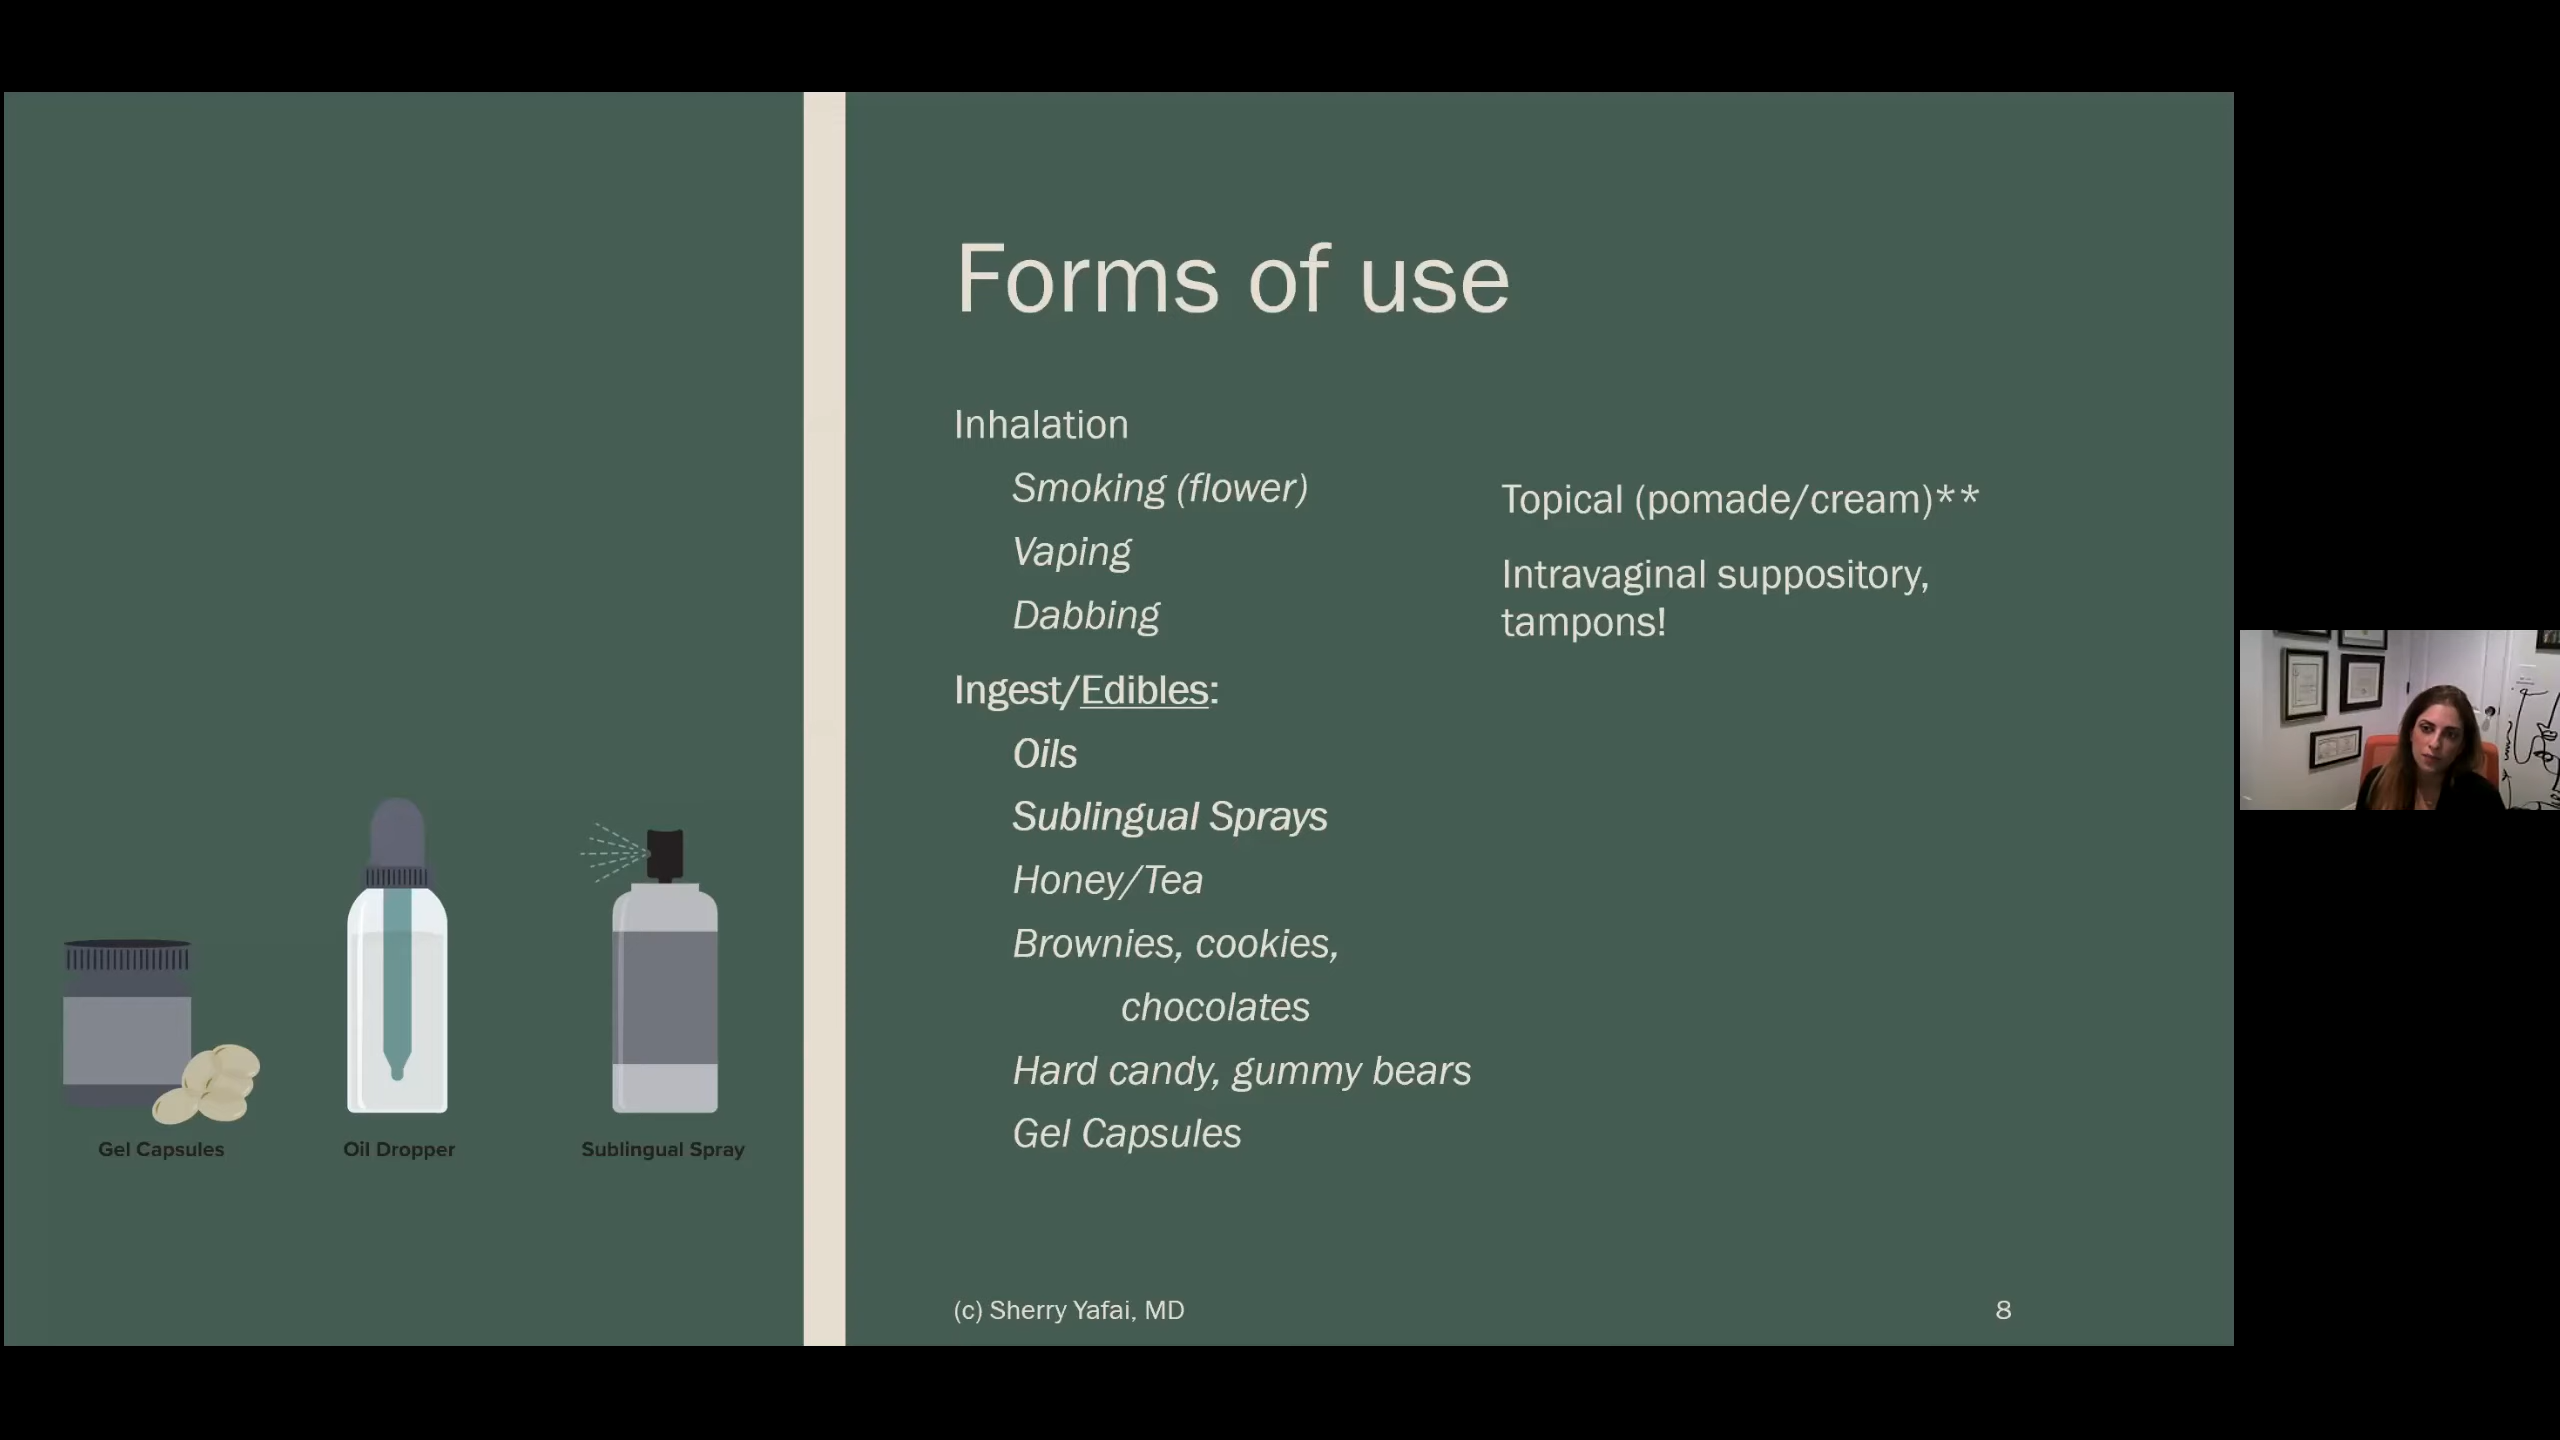 Forms of use
Inhalation
Smoking (flower)
Vaping
Dabbing
Ingest/Edibles:
Oils
Sublingual Sprays
Honey/Tea
Brownies, cookies,
chocolates
Hard candy, gummy bears
Gel Capsules
Topical (pomade/cream)**
Intravaginal suppository,
tampons!
Gel Capsules
Oil Dropper
Sublingual Spray
(c) Sherry Yafai, MD
8